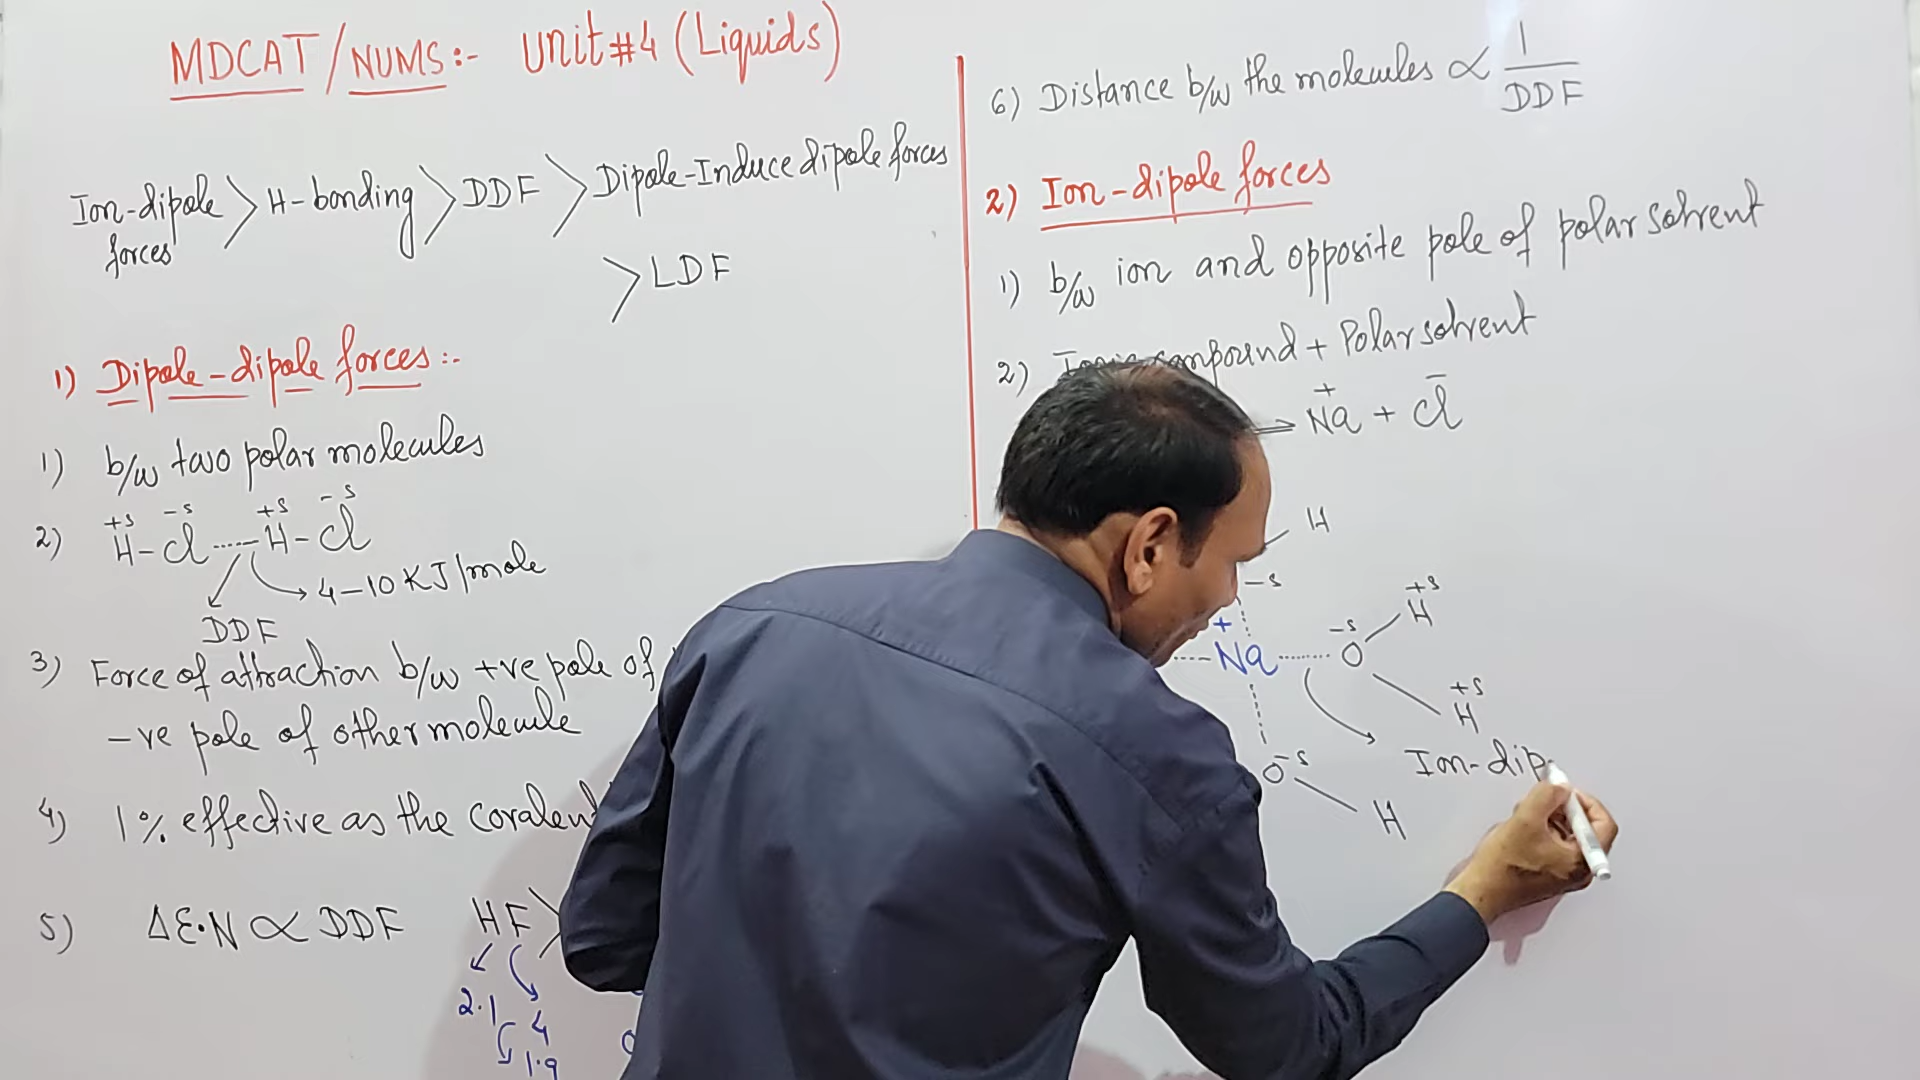 MDCAT/NUMS:- Unit#4 (Liquids)
Ion-dipole forces > H-bonding > DDF > Dipole-Induce dipole forces
> LDF
1) Dipole-dipole forces:-
1) b/w two polar molecules
2) +δ -δ +δ -δ
H-Cl-----H-Cl
4-10KJ/mole
DDF
3) Force of attraction b/w +ve pole of
-ve pole of other molecule
4) 1% effective as the covalent
5) ΔE.N ∝ DDF HF >
2.1 4
1.9
6) Distance b/w the molecules ∝ 1/DDF
2) Ion-dipole forces
1) b/w ion and opposite pole of polar solvent
2) Ionic compound + Polar solvent
→ Na⁺ + Cl⁻
H
-δ
+δ
+ -δ H
Na ...... O
+δ
H
Ion-dip
O -δ
H